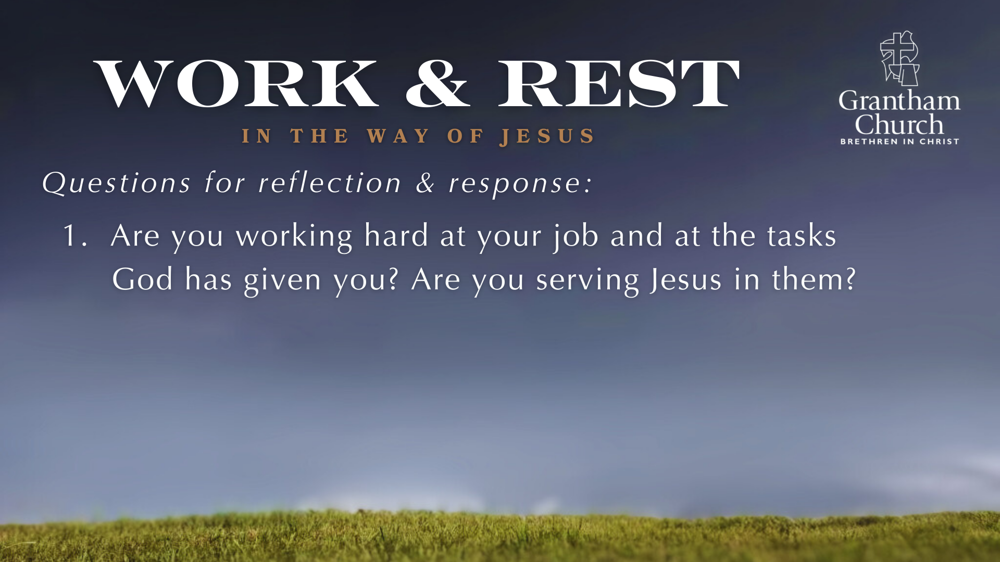 WORK & REST
IN THE WAY OF JESUS
Grantham
Church
BRETHREN IN CHRIST
Questions for reflection & response:
1. Are you working hard at your job and at the tasks
God has given you? Are you serving Jesus in them?